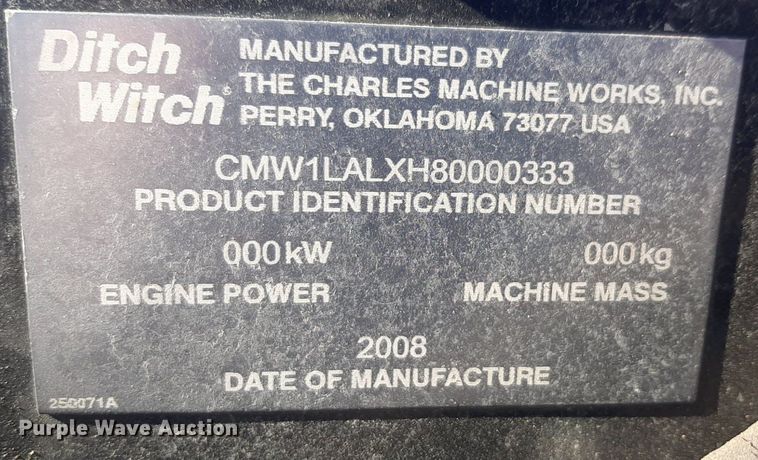 Ditch
Witch®
MANUFACTURED BY
THE CHARLES MACHINE WORKS, INC.
PERRY, OKLAHOMA 73077 USA
CMW1LALXH80000333
PRODUCT IDENTIFICATION NUMBER
000kW 000kg
ENGINE POWER MACHINE MASS
2008
DATE OF MANUFACTURE
250071A
Purple Wave Auction